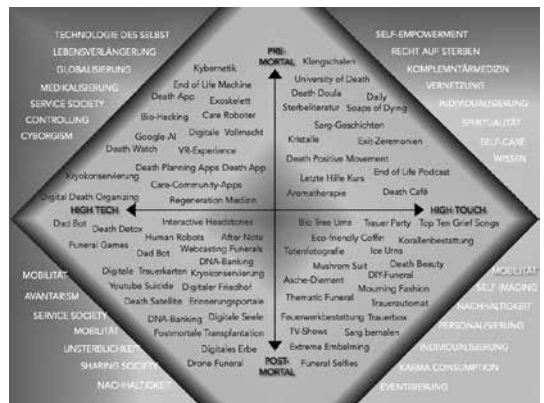 TECHNOLOGIE DES SELBST
LEBENSVERLÄNGERUNG
GLOBALISIERUNG
MEDIKALISIERUNG
SERVICE SOCIETY
CONTROLLING
CYBORGISM
SELF-EMPOWERMENT
RECHT AUF STERBEN
KOMPLEMNTÄRMEDIZIN
VERNETZUNG
INDIVIDUALISIERUNG
SPIRITUALITÄT
SELF-CARE
WISSEN
PRE-
MORTAL
Kybernetik
End of Life Machine
Death App
Exoskelett
Bio-Hacking
Care Roboter
Google-AI
Digitale Vollmacht
Death Watch
VR-Experience
Death Planning Apps
Death App
Kryokonservierung
Care-Community-Apps
Digital Death Organizing
Regeneration Medizin
Klangschalen
University of Death
Death Doula
Daily
Sterbeliteratur
Soaps of Dying
Sarg-Geschichten
Kristalle
Exit-Zeremonien
Death Positive Movement
Letzte Hilfe Kurs
End of Life Podcast
Aromatherapie
Death Café
HIGH TECH
HIGH TOUCH
Dad Bot
Interactive Headstones
Death Detox
Human Robots
After Note
Funeral Games
Dad Bot
Webcasting Funerals
DNA-Banking
Digitale Trauerkarten
Kryokonservierung
Youtube Suicide
Digitaler Friedhof
Death Satellite
Erinnerungsportale
DNA-Banking
Digitale Seele
Postmortale Transplantation
Digitales Erbe
Drone Funeral
Bio Tree Urns
Trauer Party
Top Ten Grief Songs
Eco-friendly Coffin
Korallenbestattung
Totenfotografie
Ice Urns
Mushrom Suit
Death Beauty
Asche-Diement
DIY-Funeral
Mourning Fashion
Thematic Funeral
Trauerautomat
Feuerwerkbestattung
Trauerbox
TV-Shows
Sarg bemalen
Extreme Embalming
Funeral Selfies
POST-
MORTAL
MOBILITÄT
AVANTARISM
SERVICE SOCIETY
MOBILITÄT
UNSTERBLICHKEIT
SHARING SOCIETY
NACHHALTIGKEIT
MOBILITÄT
SELF IMADING
NACHHALTIGKEIT
PERSONALISIERUNG
INDIVIDUALISIERUNG
KARMA CONSUMPTION
EVENTISIERUNG